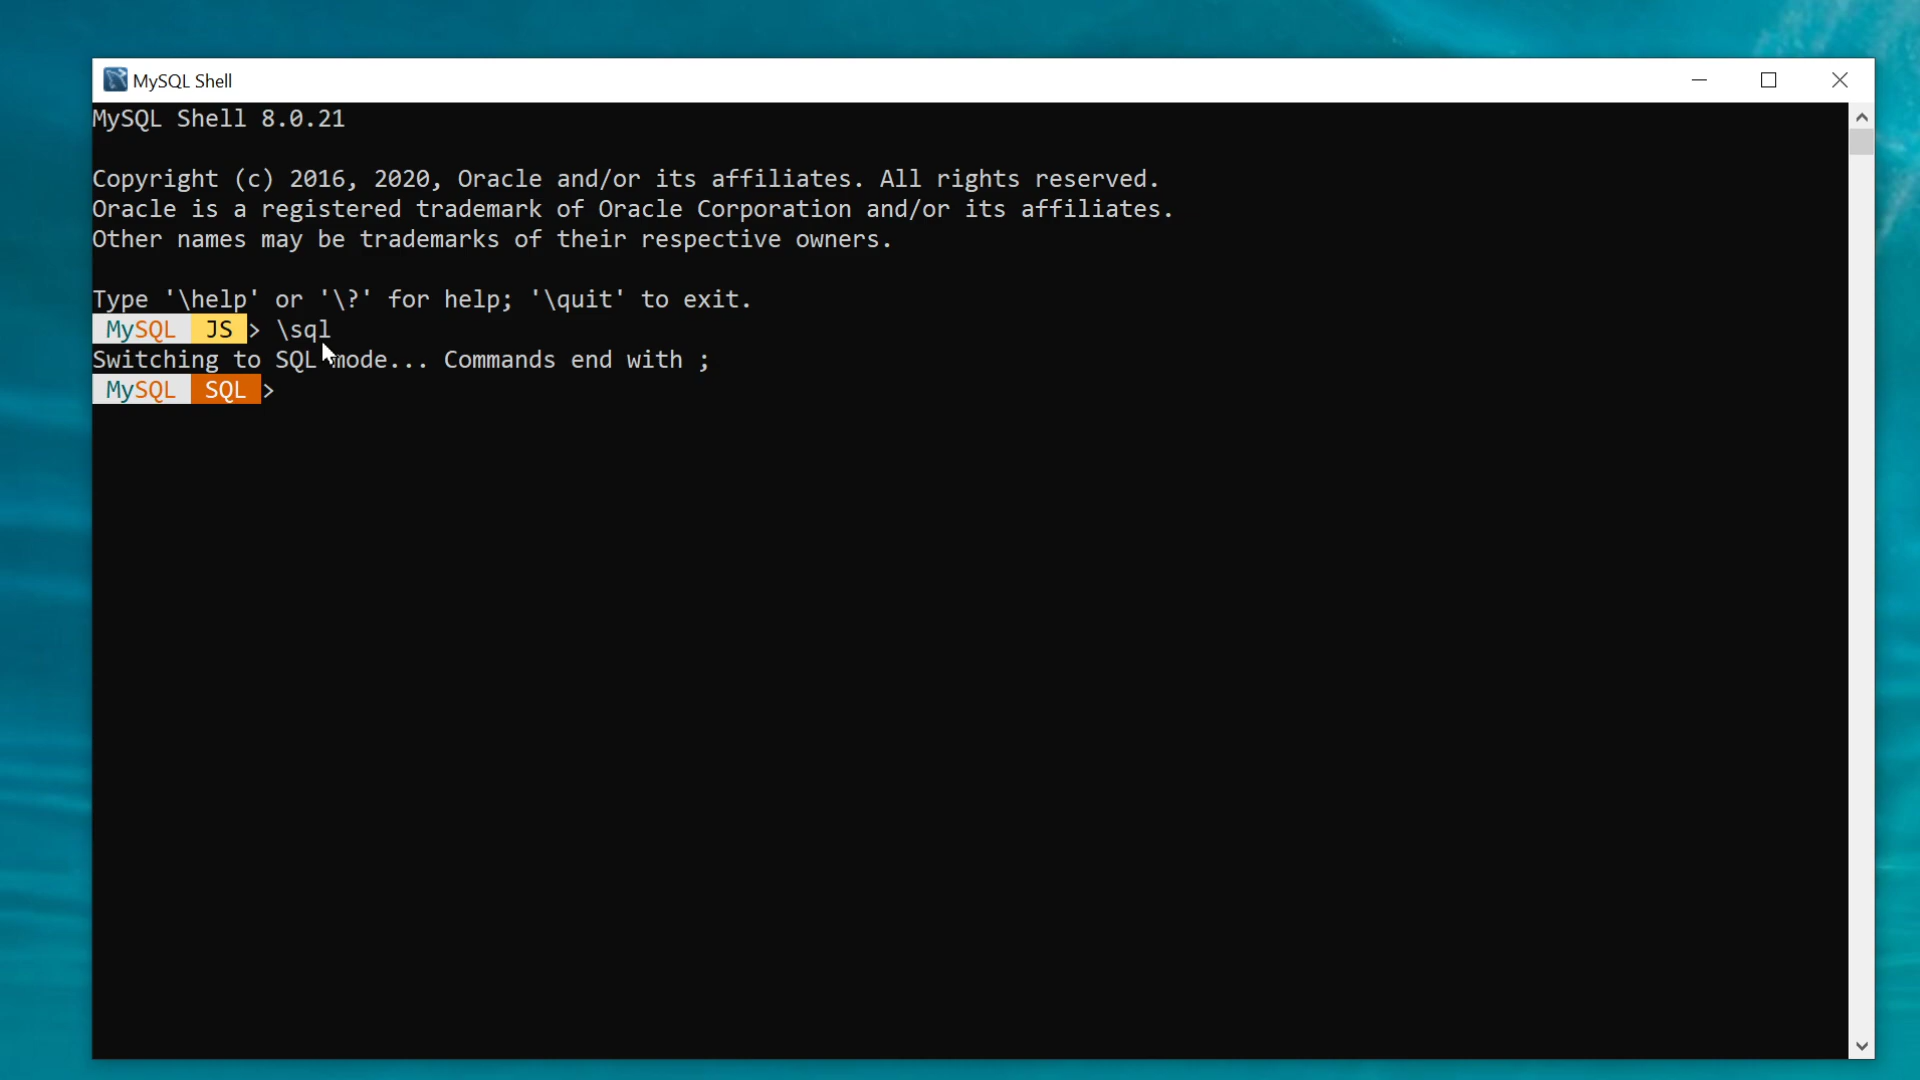 MySQL Shell
MySQL Shell 8.0.21
Copyright (c) 2016, 2020, Oracle and/or its affiliates. All rights reserved.
Oracle is a registered trademark of Oracle Corporation and/or its affiliates.
Other names may be trademarks of their respective owners.
Type '\help' or '\?' for help; '\quit' to exit.
MySQL JS > \sql
Switching to SQL mode... Commands end with ;
MySQL SQL >